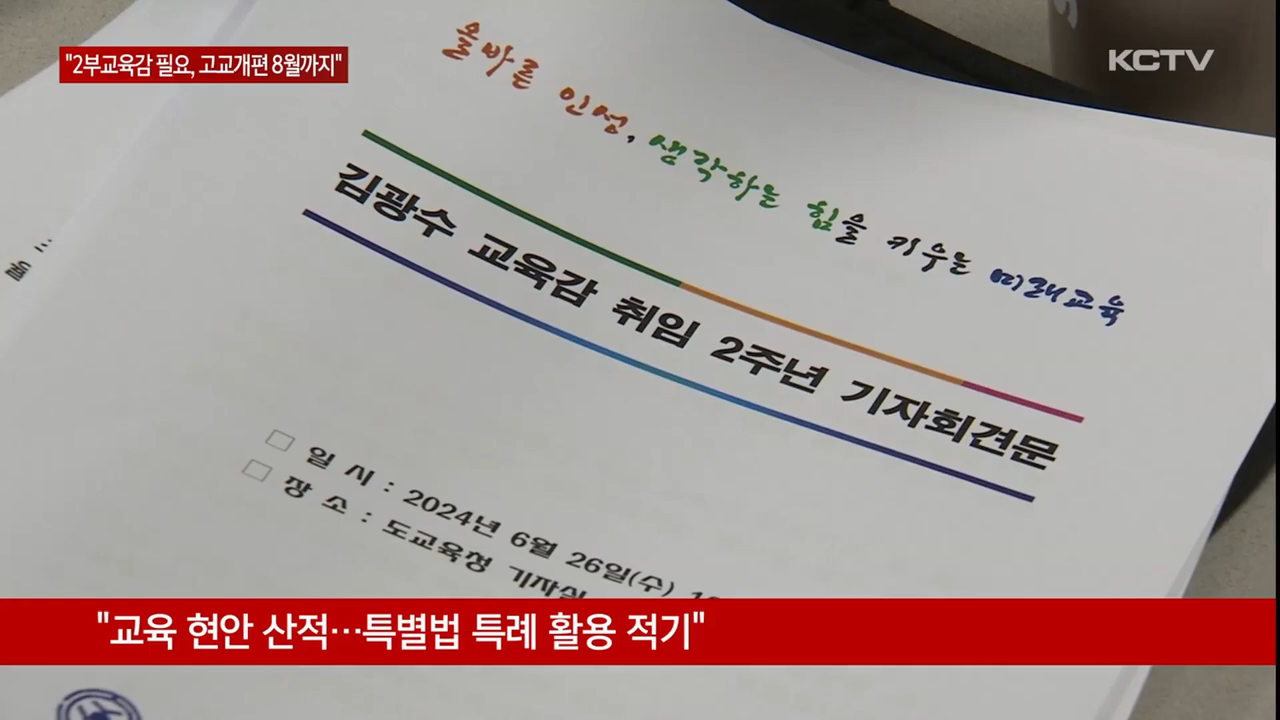 "2부교육감 필요, 고교개편 8월까지"
KCTV
올바른 인성, 생각하는 힘을 키우는 미래교육
김광수 교육감 취임 2주년 기자회견문
□ 일 시 : 2024년 6월 26일(수)
□ 장 소 : 도교육청 기자실
"교육 현안 산적…특별법 특례 활용 적기"